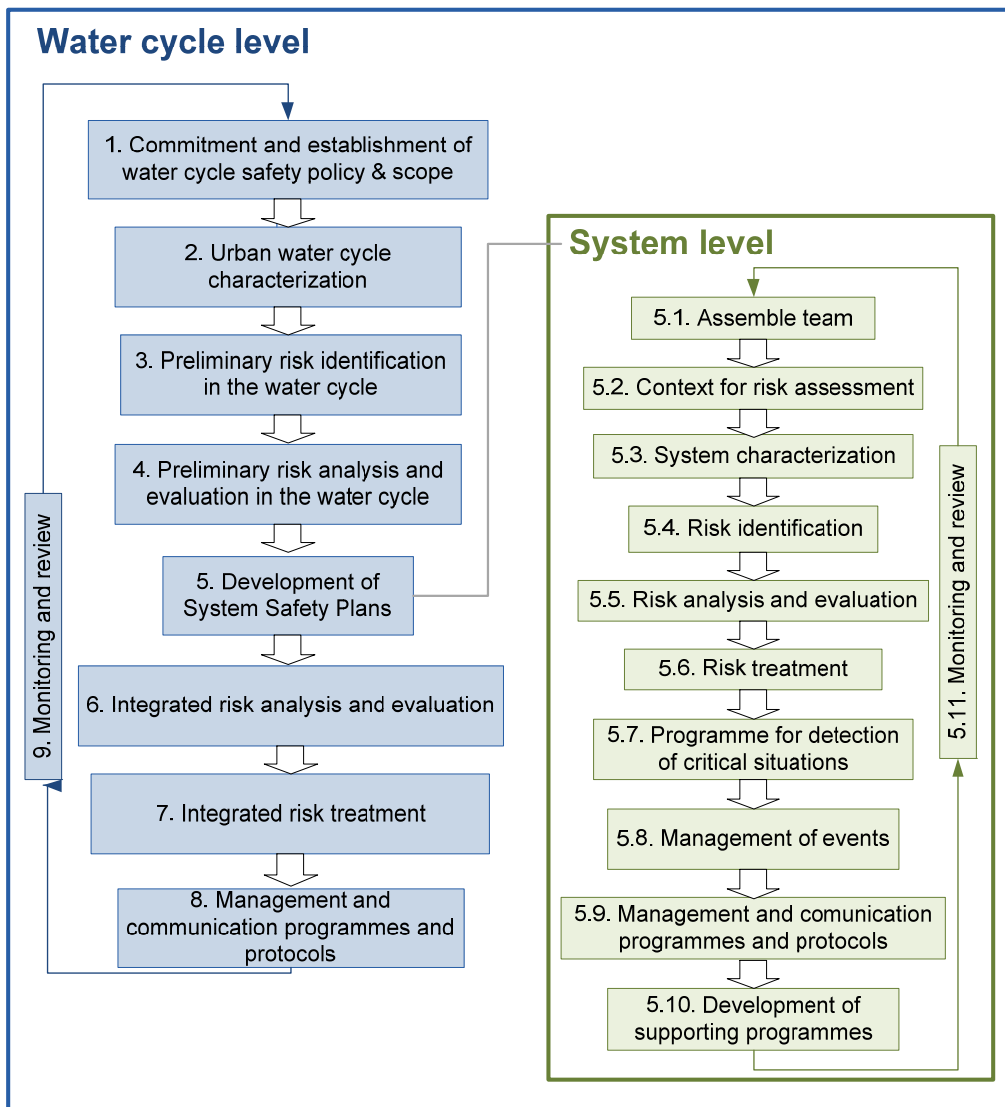 Water cycle level
1. Commitment and establishment of
water cycle safety policy & scope
2. Urban water cycle
characterization
3. Preliminary risk identification
in the water cycle
4. Preliminary risk analysis and
evaluation in the water cycle
5. Development of
System Safety Plans
6. Integrated risk analysis and evaluation
7. Integrated risk treatment
8. Management and
communication programmes and
protocols
9. Monitoring and review
System level
5.1. Assemble team
5.2. Context for risk assessment
5.3. System characterization
5.4. Risk identification
5.5. Risk analysis and evaluation
5.6. Risk treatment
5.7. Programme for detection
of critical situations
5.8. Management of events
5.9. Management and comunication
programmes and protocols
5.10. Development of
supporting programmes
5.11. Monitoring and review